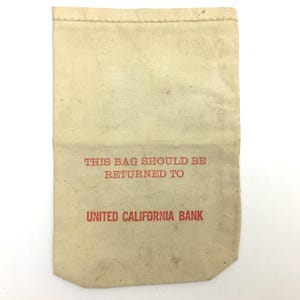 THIS BAG SHOULD BE
RETURNED TO
UNITED CALIFORNIA BANK